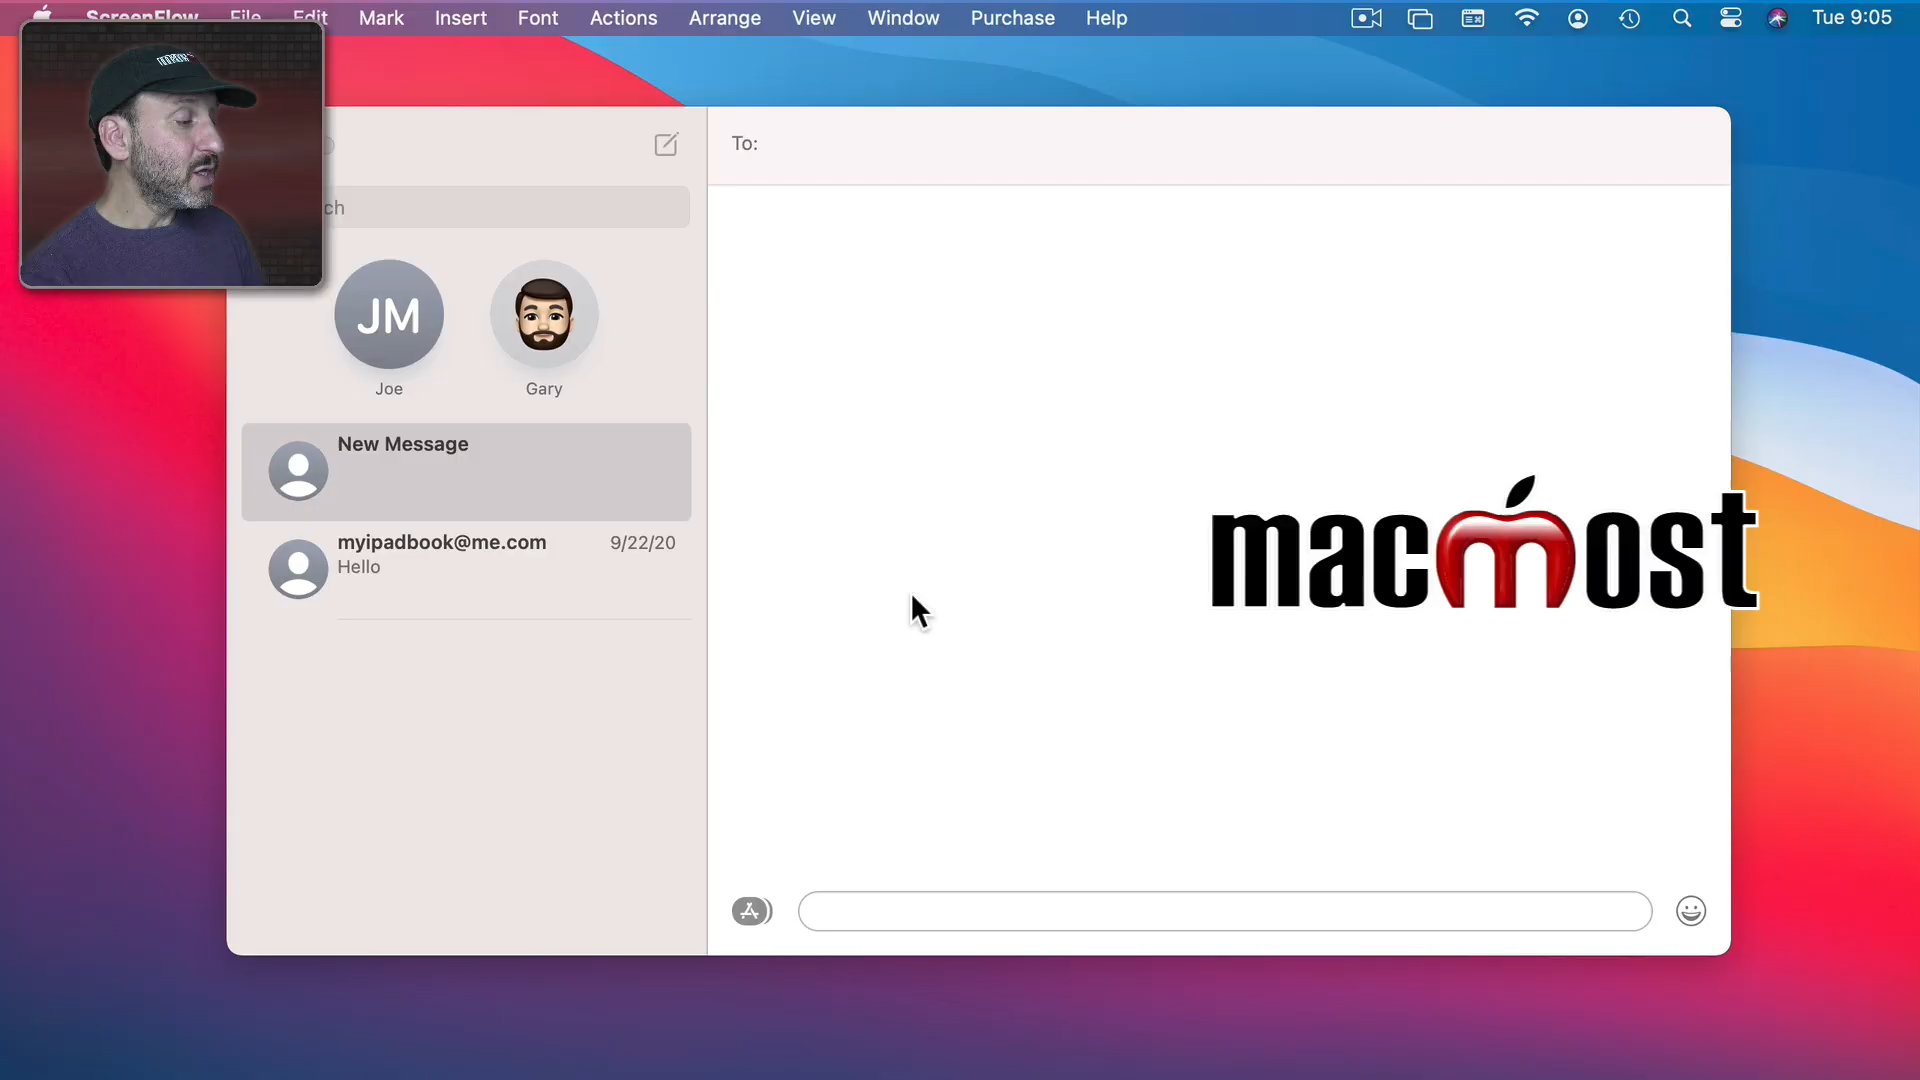 ScreenFlow File Edit Mark Insert Font Actions Arrange View Window Purchase Help Tue 9:05
To:
ch
JM
Joe
Gary
New Message
myipadbook@me.com 9/22/20
Hello
macmost